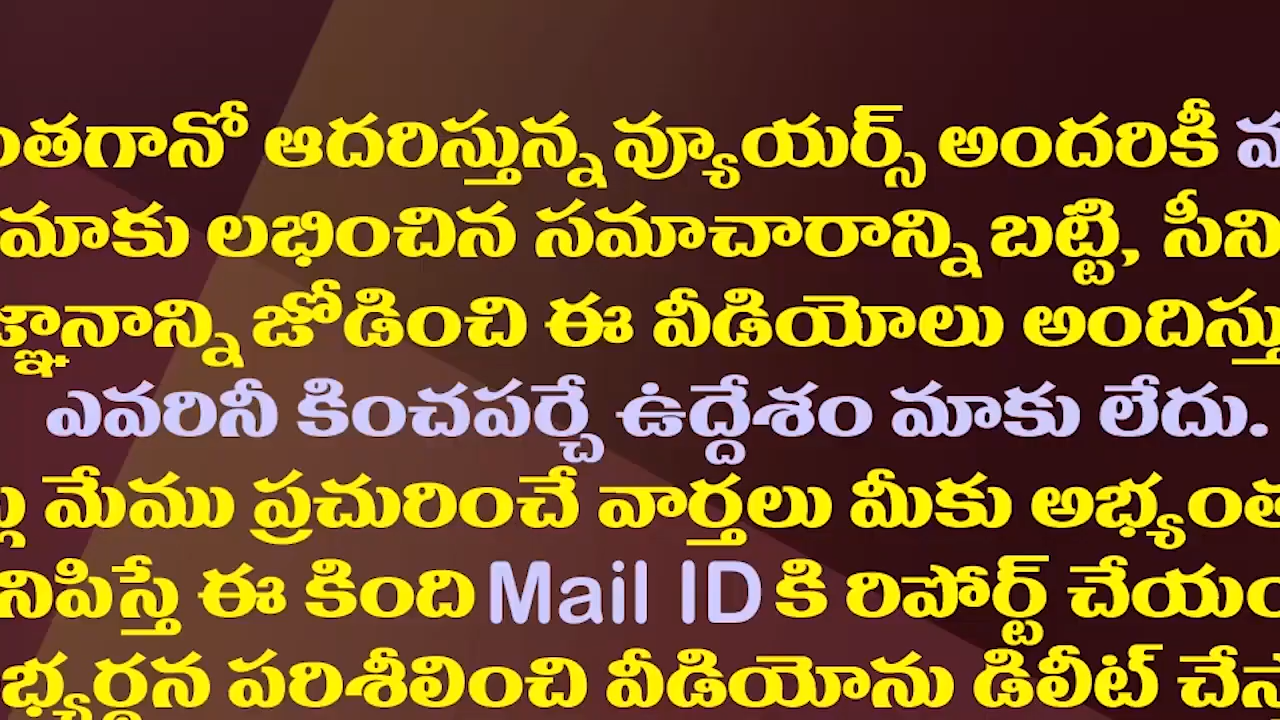 ంతగానో ఆదరిస్తున్న వ్యూయర్స్ అందరికీ మ
మాకు లభించిన సమాచారాన్ని బట్టి, సీని
జ్ఞానాన్ని జోడించి ఈ వీడియోలు అందిస్తు
ఎవరినీ కించపర్చే ఉద్దేశం మాకు లేదు.
ల్లు మేము ప్రచురించే వార్తలు మీకు అభ్యంత
నిపిస్తే ఈ కింది Mail ID కి రిపోర్ట్ చేయం
భ్యర్ధన పరిశీలించి వీడియోను డిలీట్ చేస